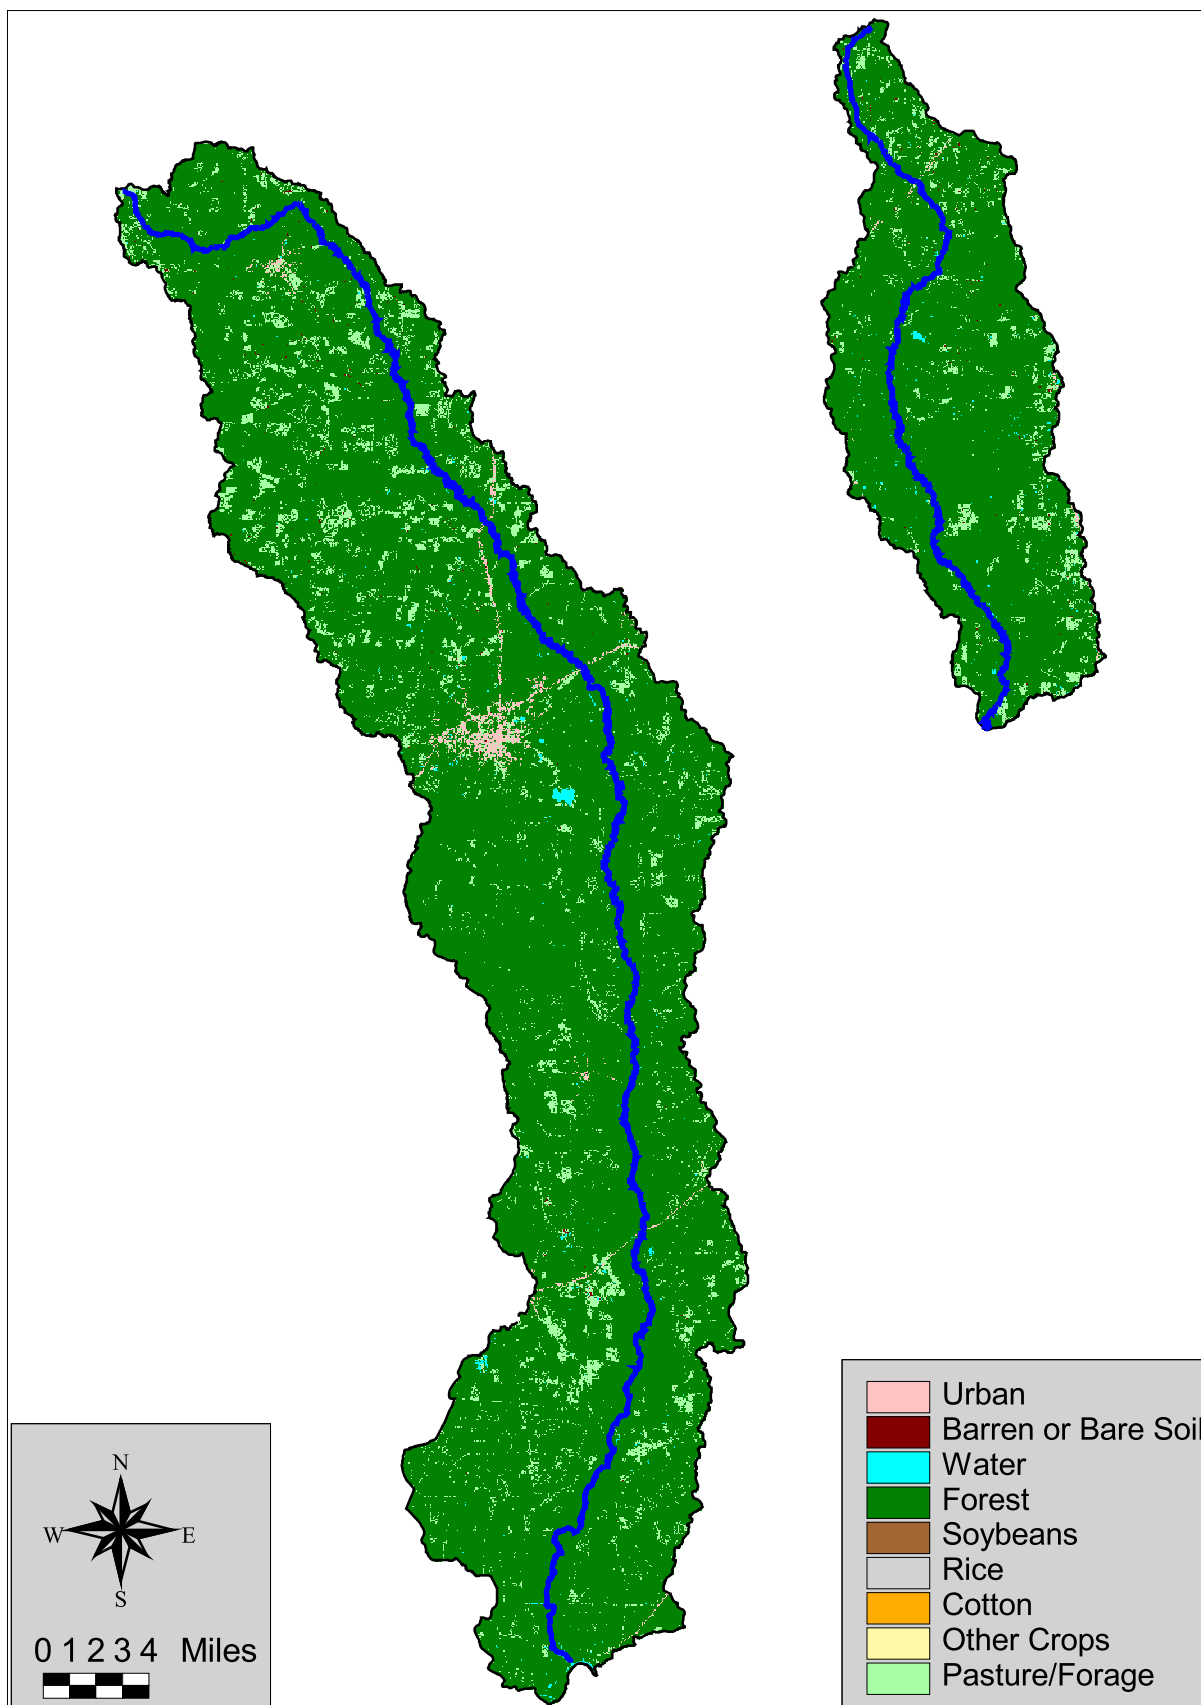 N
W E
S
0 1 2 3 4 Miles
Urban
Barren or Bare Soil
Water
Forest
Soybeans
Rice
Cotton
Other Crops
Pasture/Forage